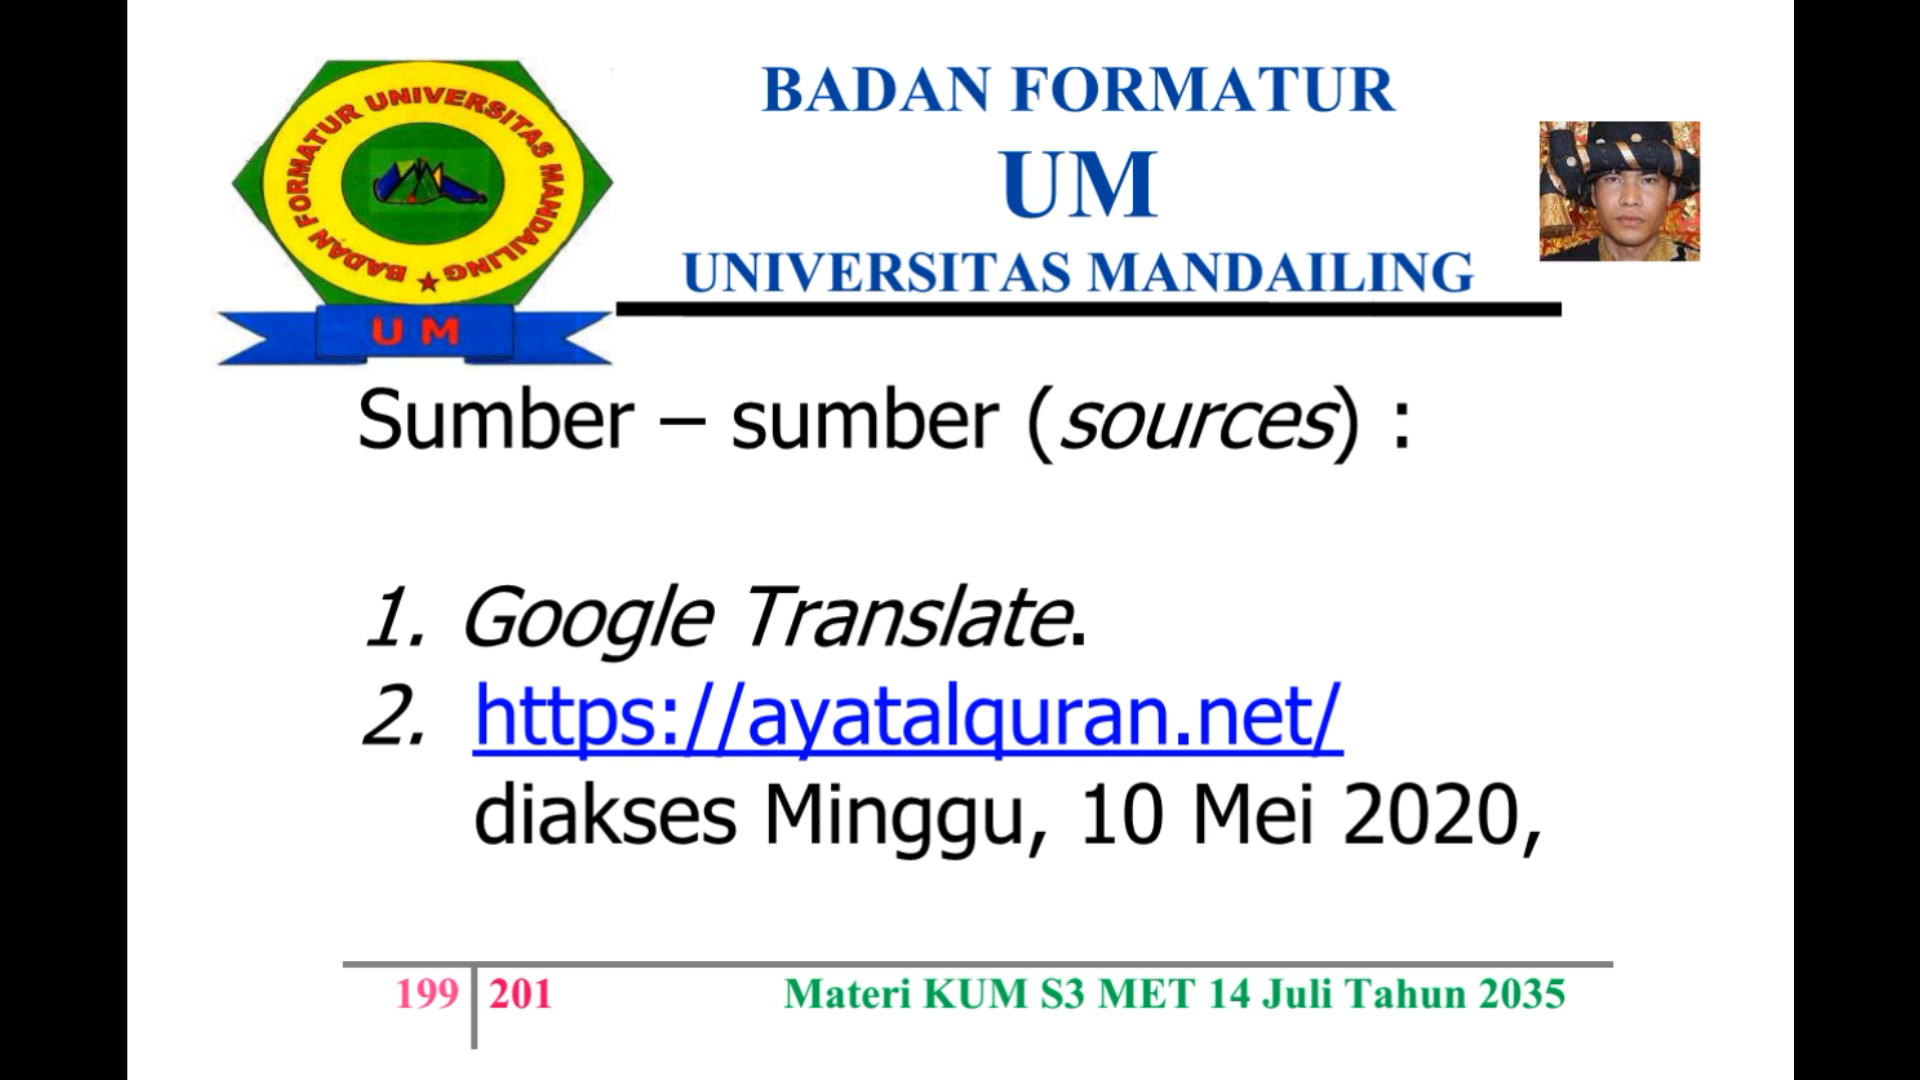 BADAN FORMATUR UNIVERSITAS MANDAILING
UM
BADAN FORMATUR
UM
UNIVERSITAS MANDAILING
Sumber – sumber (sources) :
1. Google Translate.
2. https://ayatalquran.net/
diakses Minggu, 10 Mei 2020,
199 201 Materi KUM S3 MET 14 Juli Tahun 2035